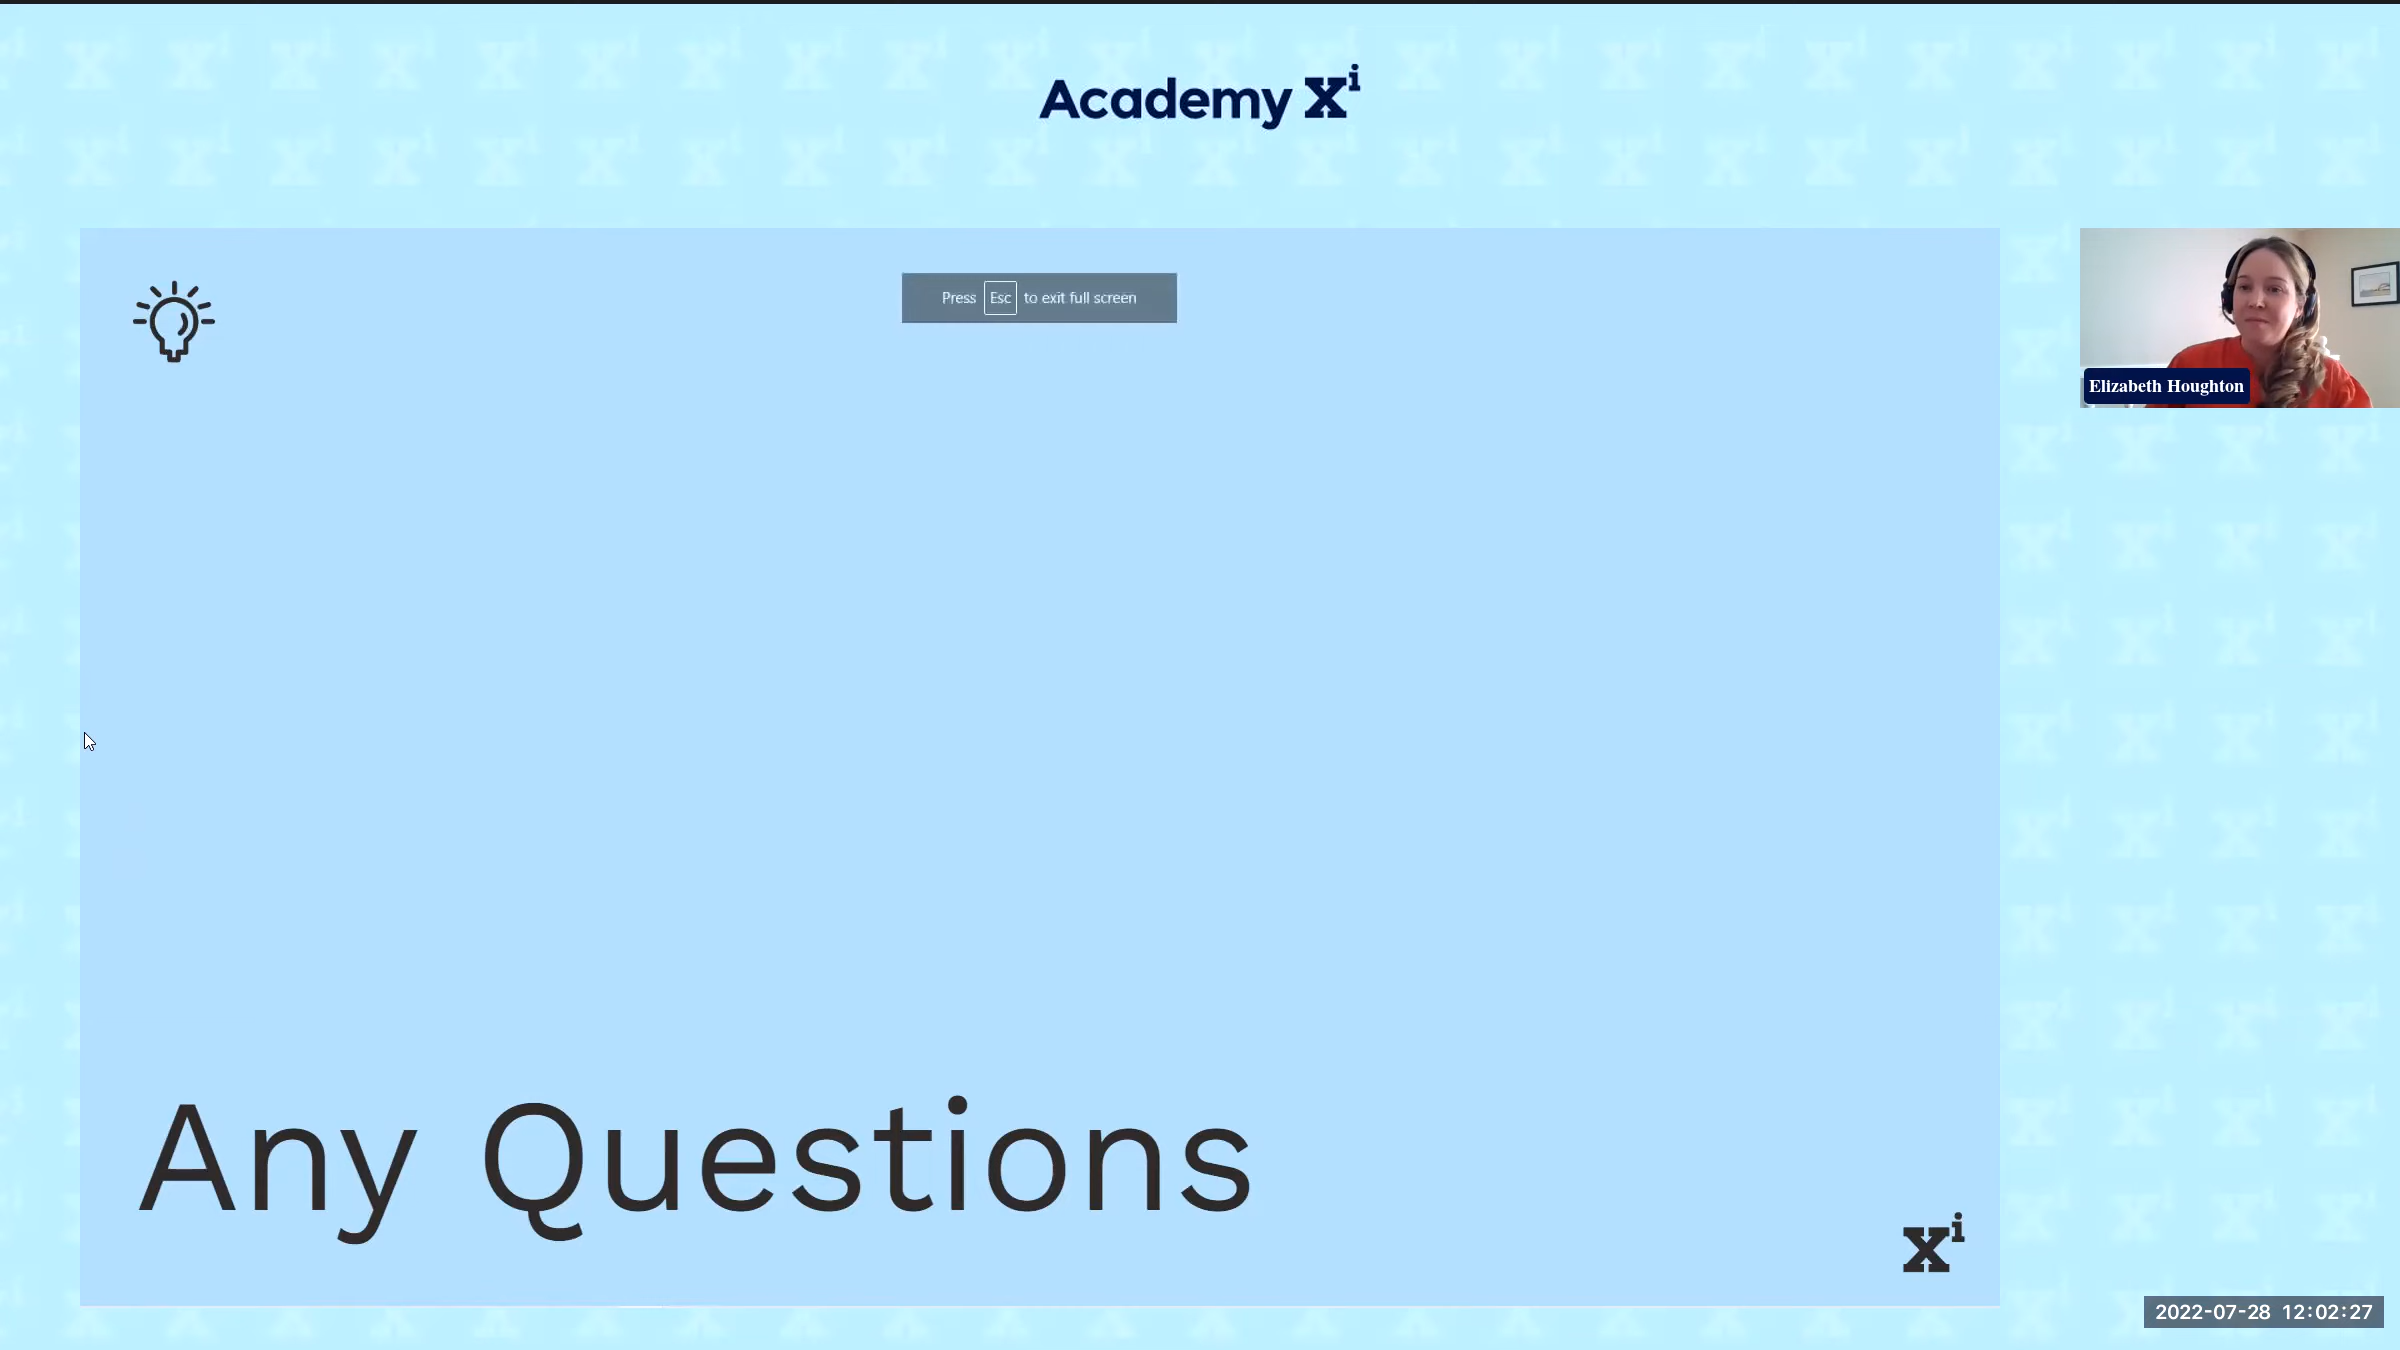 Academy Xi
Press Esc to exit full screen
Elizabeth Houghton
Any Questions
Xi
2022-07-28 12:02:27